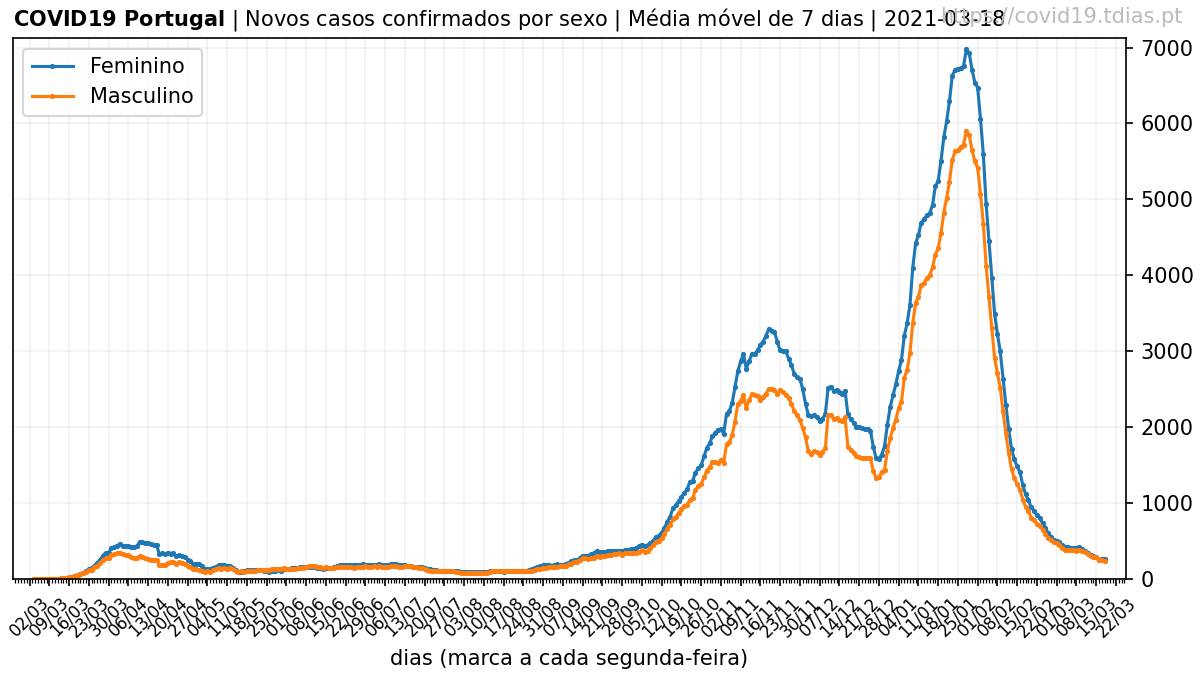 COVID19 Portugal | Novos casos confirmados por sexo | Média móvel de 7 dias | 2021-03-18
https://covid19.tdias.pt
Feminino
Masculino
7000
6000
5000
4000
3000
2000
1000
0
02/03 09/03 16/03 23/03 30/03 06/04 13/04 20/04 27/04 04/05 11/05 18/05 25/05 01/06 08/06 15/06 22/06 29/06 06/07 13/07 20/07 27/07 03/08 10/08 17/08 24/08 31/08 07/09 14/09 21/09 28/09 05/10 12/10 19/10 26/10 02/11 09/11 16/11 23/11 30/11 07/12 14/12 21/12 28/12 04/01 11/01 18/01 25/01 01/02 08/02 15/02 22/02 01/03 08/03 15/03 22/03
dias (marca a cada segunda-feira)